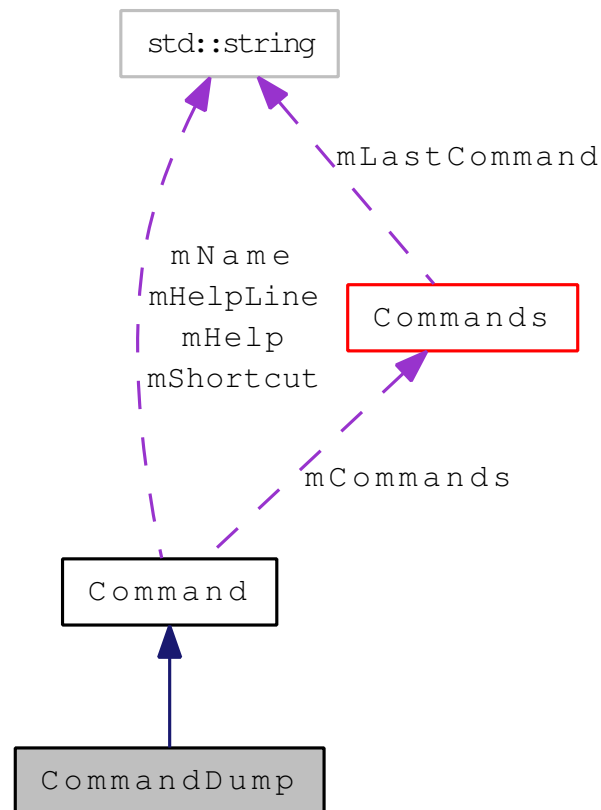 std::string
mLastCommand
mName
mHelpLine
mHelp
mShortcut
Commands
mCommands
Command
CommandDump